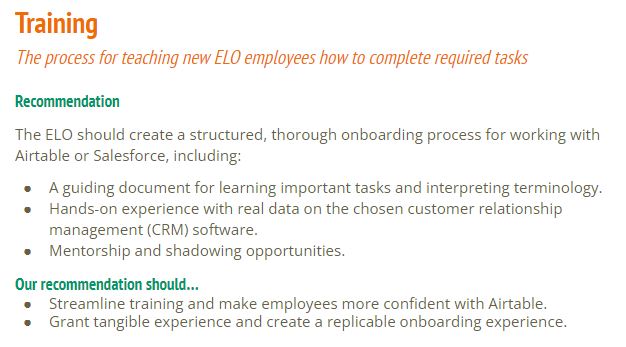 Training
The process for teaching new ELO employees how to complete required tasks
Recommendation
The ELO should create a structured, thorough onboarding process for working with
Airtable or Salesforce, including:
● A guiding document for learning important tasks and interpreting terminology.
● Hands-on experience with real data on the chosen customer relationship
management (CRM) software.
● Mentorship and shadowing opportunities.
Our recommendation should...
● Streamline training and make employees more confident with Airtable.
● Grant tangible experience and create a replicable onboarding experience.